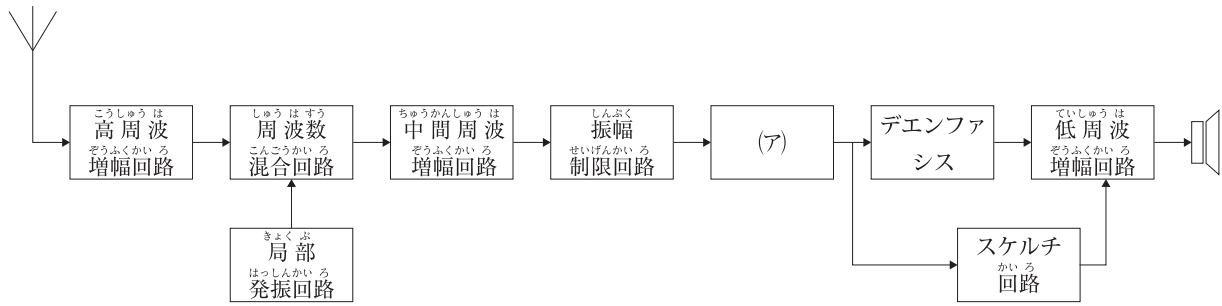 こうしゅう は
高周波
ぞうふくかい ろ
増幅回路
しゅう は すう
周波数
こんごうかい ろ
混合回路
ちゅうかんしゅう は
中間周波
ぞうふくかい ろ
増幅回路
しんぷく
振幅
せいげんかい ろ
制限回路
(ア)
デエンファ
シス
ていしゅう は
低周波
ぞうふくかい ろ
増幅回路
きょく ぶ
局部
はっしんかい ろ
発振回路
スケルチ
かい ろ
回路